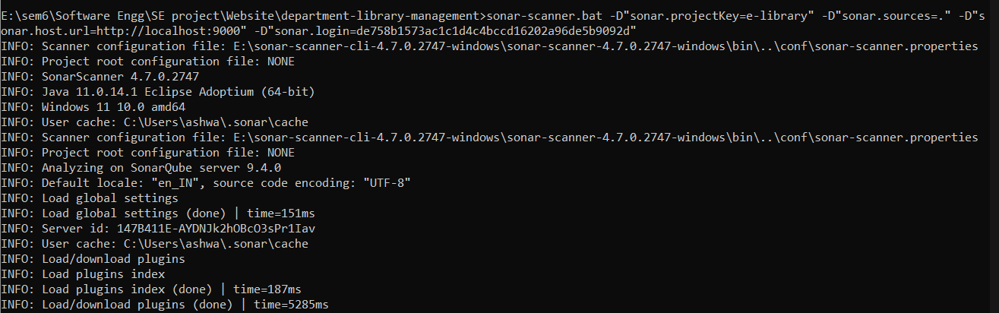 E:\sem6\Software Engg\SE project\Website\department-library-management>sonar-scanner.bat -D"sonar.projectKey=e-library" -D"sonar.sources=." -D"s
onar.host.url=http://localhost:9000" -D"sonar.login=de758b1573ac1c1d4c4bccd16202a96de5b9092d"
INFO: Scanner configuration file: E:\sonar-scanner-cli-4.7.0.2747-windows\sonar-scanner-4.7.0.2747-windows\bin\..\conf\sonar-scanner.properties
INFO: Project root configuration file: NONE
INFO: SonarScanner 4.7.0.2747
INFO: Java 11.0.14.1 Eclipse Adoptium (64-bit)
INFO: Windows 11 10.0 amd64
INFO: User cache: C:\Users\ashwa\.sonar\cache
INFO: Scanner configuration file: E:\sonar-scanner-cli-4.7.0.2747-windows\sonar-scanner-4.7.0.2747-windows\bin\..\conf\sonar-scanner.properties
INFO: Project root configuration file: NONE
INFO: Analyzing on SonarQube server 9.4.0
INFO: Default locale: "en_IN", source code encoding: "UTF-8"
INFO: Load global settings
INFO: Load global settings (done) | time=151ms
INFO: Server id: 147B411E-AYDNJk2hOBcO3sPr1Iav
INFO: User cache: C:\Users\ashwa\.sonar\cache
INFO: Load/download plugins
INFO: Load plugins index
INFO: Load plugins index (done) | time=187ms
INFO: Load/download plugins (done) | time=5285ms